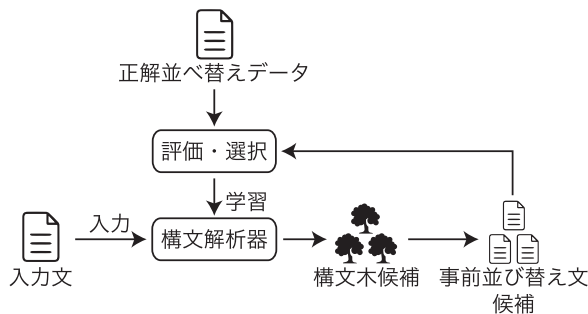 正解並べ替えデータ
評価・選択
学習
入力
構文解析器
入力文
構文木候補
事前並び替え文
候補